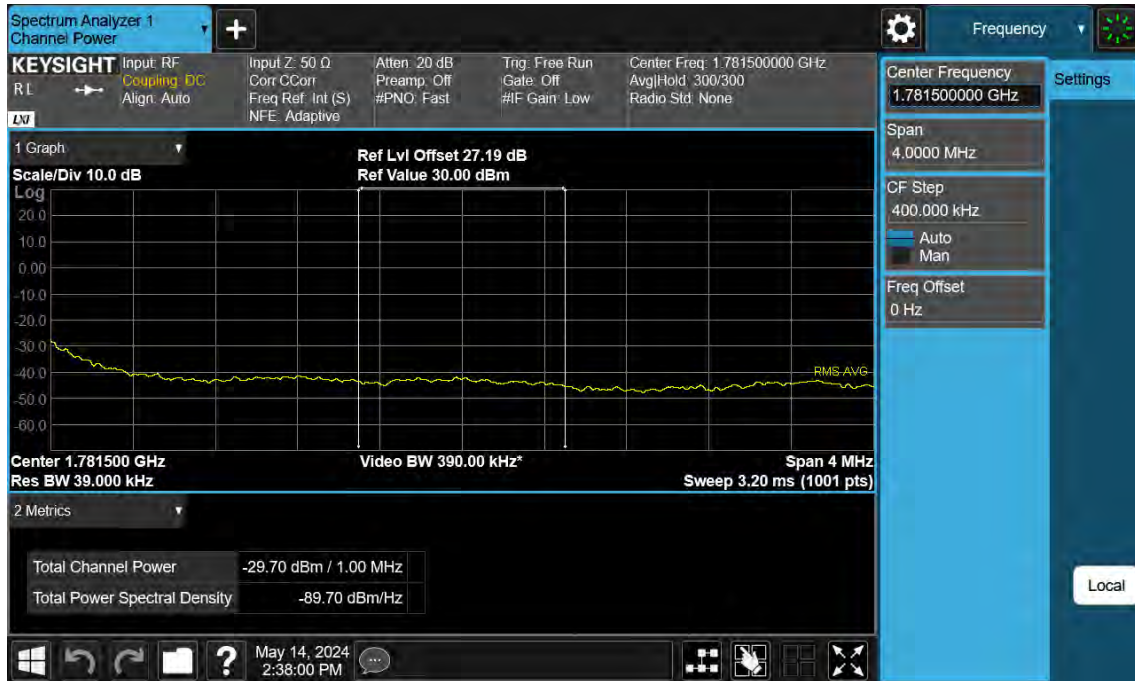 Spectrum Analyzer 1
Channel Power
Frequency
KEYSIGHT
RL
LXI
Input: RF
Coupling: DC
Align: Auto
Input Z: 50 Ω
Corr CCorr
Freq Ref: Int (S)
NFE: Adaptive
Atten: 20 dB
Preamp: Off
#PNO: Fast
Trig: Free Run
Gate: Off
#IF Gain: Low
Center Freq: 1.781500000 GHz
Avg|Hold: 300/300
Radio Std: None
Center Frequency
1.781500000 GHz
Settings
Span
4.0000 MHz
CF Step
400.000 kHz
Auto
Man
Freq Offset
0 Hz
1 Graph
Scale/Div 10.0 dB
Ref Lvl Offset 27.19 dB
Ref Value 30.00 dBm
Log
20.0
10.0
0.00
-10.0
-20.0
-30.0
-40.0
-50.0
-60.0
RMS AVG
Center 1.781500 GHz
Video BW 390.00 kHz*
Span 4 MHz
Res BW 39.000 kHz
Sweep 3.20 ms (1001 pts)
2 Metrics
Total Channel Power
-29.70 dBm / 1.00 MHz
Total Power Spectral Density
-89.70 dBm/Hz
Local
?
May 14, 2024
2:38:00 PM